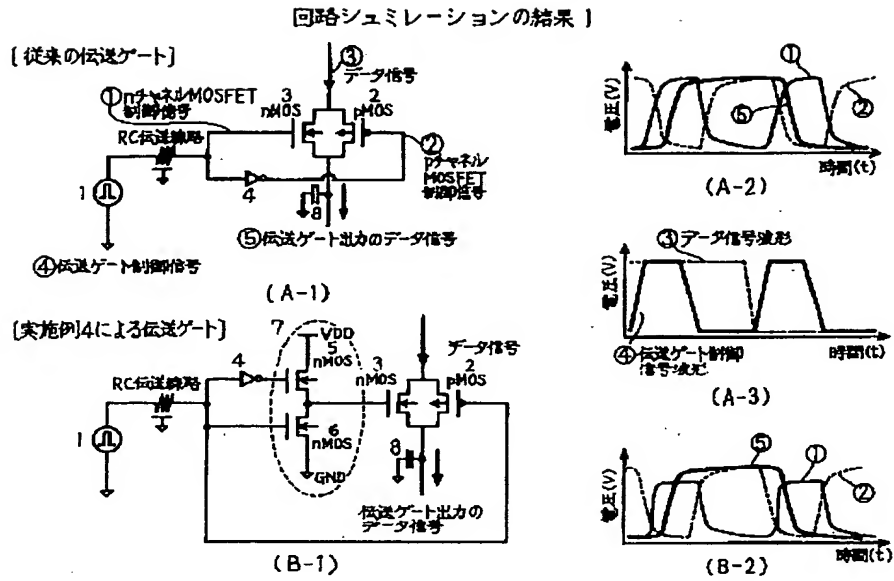 回路シュミレーションの結果 1
[従来の伝送ゲート]
③
データ信号
①nチャネルMOSFET
制御信号
3
nMOS
2
pMOS
RC伝送線路
②
pチャネル
MOSFET
制御信号
1
4
8
⑤伝送ゲート出力のデータ信号
④伝送ゲート制御信号
(A-1)
電圧(V)
①
⑤
②
時間(t)
(A-2)
電圧(V)
③データ信号波形
④伝送ゲート制御
信号波形
時間(t)
(A-3)
[実施例]4による伝送ゲート]
7
VDD
5
nMOS
4
データ信号
3
nMOS
2
pMOS
RC伝送線路
1
6
nMOS
8
GND
伝送ゲート出力の
データ信号
(B-1)
電圧(V)
⑤
①
②
時間(t)
(B-2)